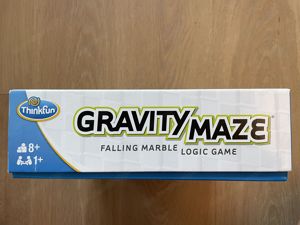 ThinkFun
GRAVITY MAZE
FALLING MARBLE LOGIC GAME
8+
1+